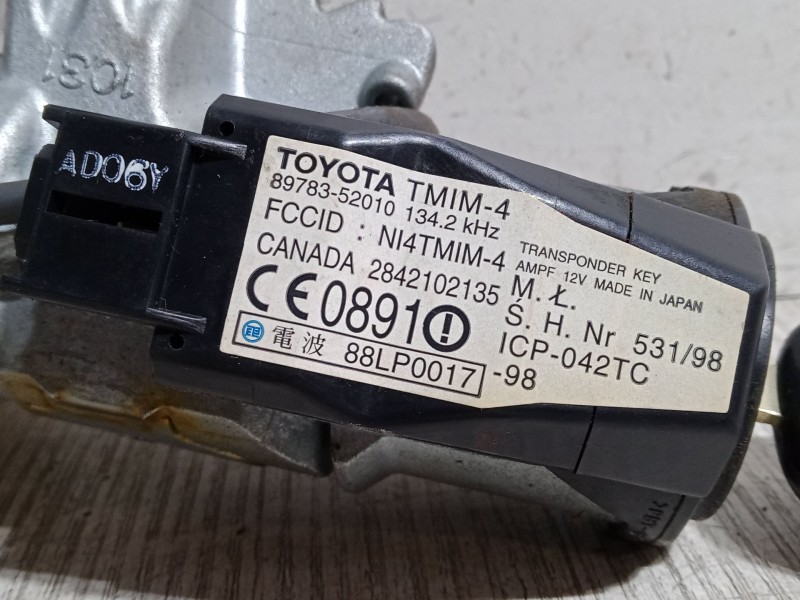 1031
AD06Y
TOYOTA TMIM-4
89783-52010 134.2 kHz
FCCID : NI4TMIM-4
TRANSPONDER KEY
AMPF 12V MADE IN JAPAN
CANADA 2842102135
M.Ł.
S. H. Nr 531/98
CE0891
ICP-042TC
-98
電波 88LP0017